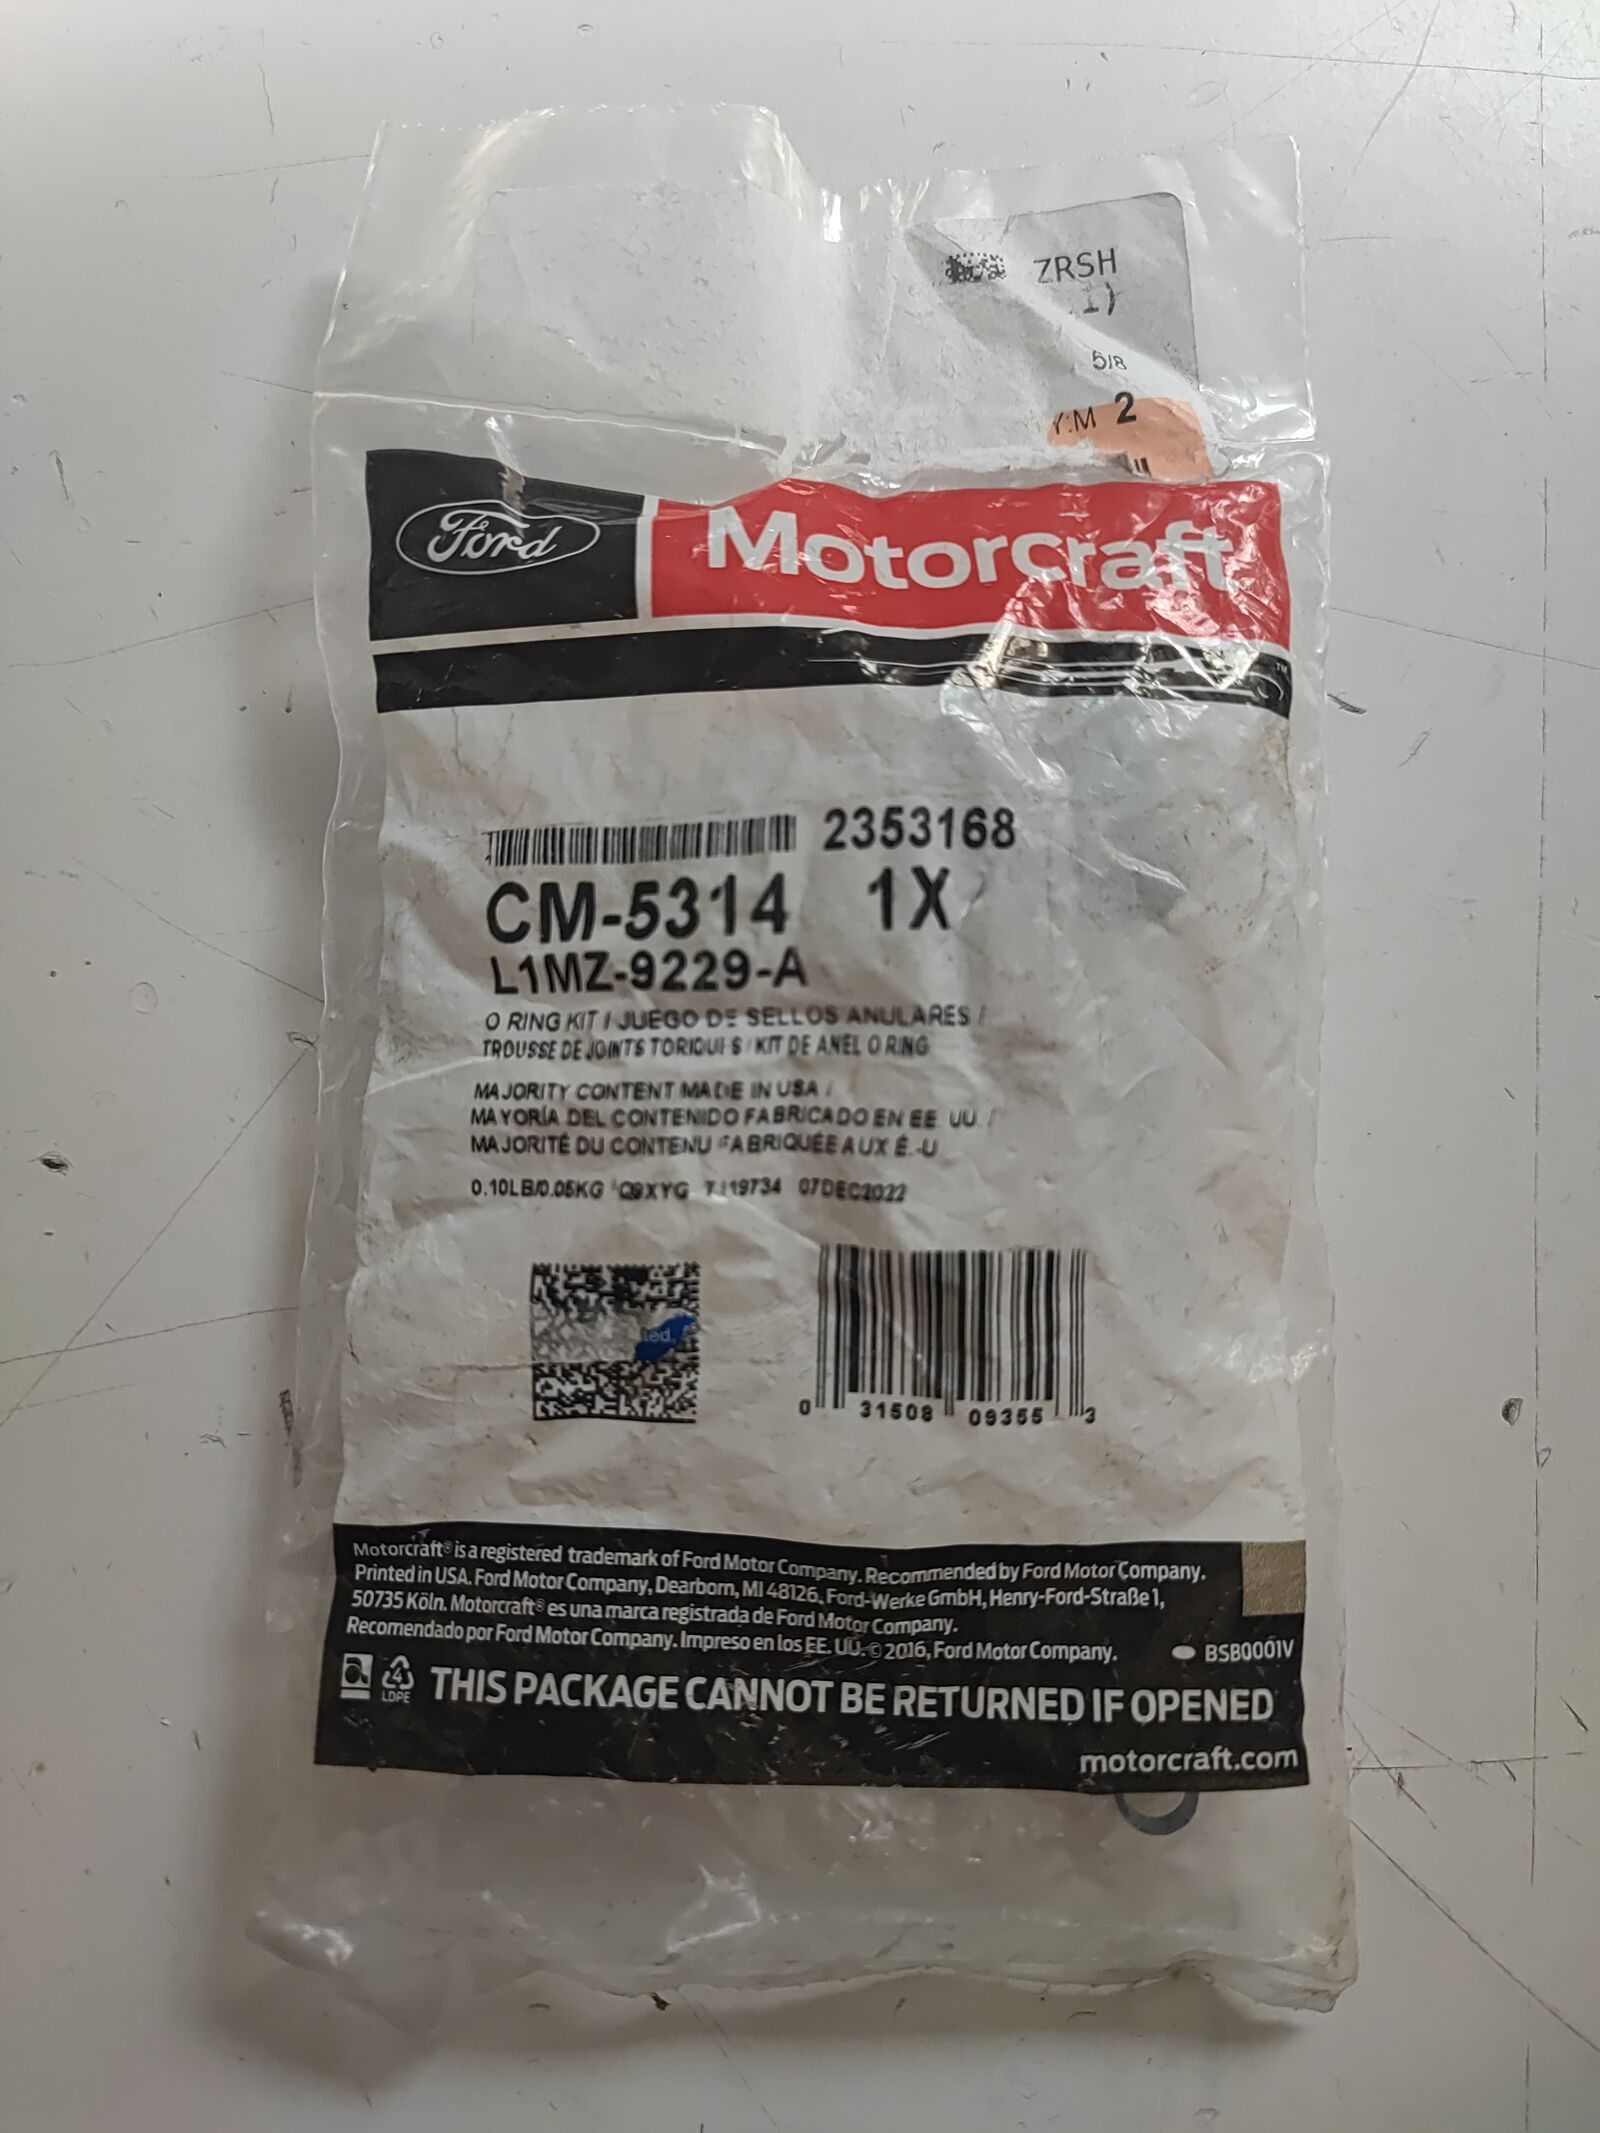 ZRSH
1)
5/8
Y:M 2
Ford
Motorcraft
™
2353168
CM-5314 1X
L1MZ-9229-A
O RING KIT / JUEGO DE SELLOS ANULARES /
TROUSSE DE JOINTS TORIQUES / KIT DE ANEL O RING
MAJORITY CONTENT MADE IN USA /
MAYORÍA DEL CONTENIDO FABRICADO EN EE. UU. /
MAJORITÉ DU CONTENU FABRIQUÉE AUX É.-U
0.10LB/0.05KG Q9XYG 07DEC2022
ted,
0 31508 09355 3
Motorcraft® is a registered trademark of Ford Motor Company. Recommended by Ford Motor Company.
Printed in USA. Ford Motor Company, Dearborn, MI 48126, Ford-Werke GmbH, Henry-Ford-Straße 1,
50735 Köln. Motorcraft® es una marca registrada de Ford Motor Company.
Recomendado por Ford Motor Company. Impreso en los EE. UU. © 2016, Ford Motor Company.
BSB0001V
4
LDPE
THIS PACKAGE CANNOT BE RETURNED IF OPENED
motorcraft.com